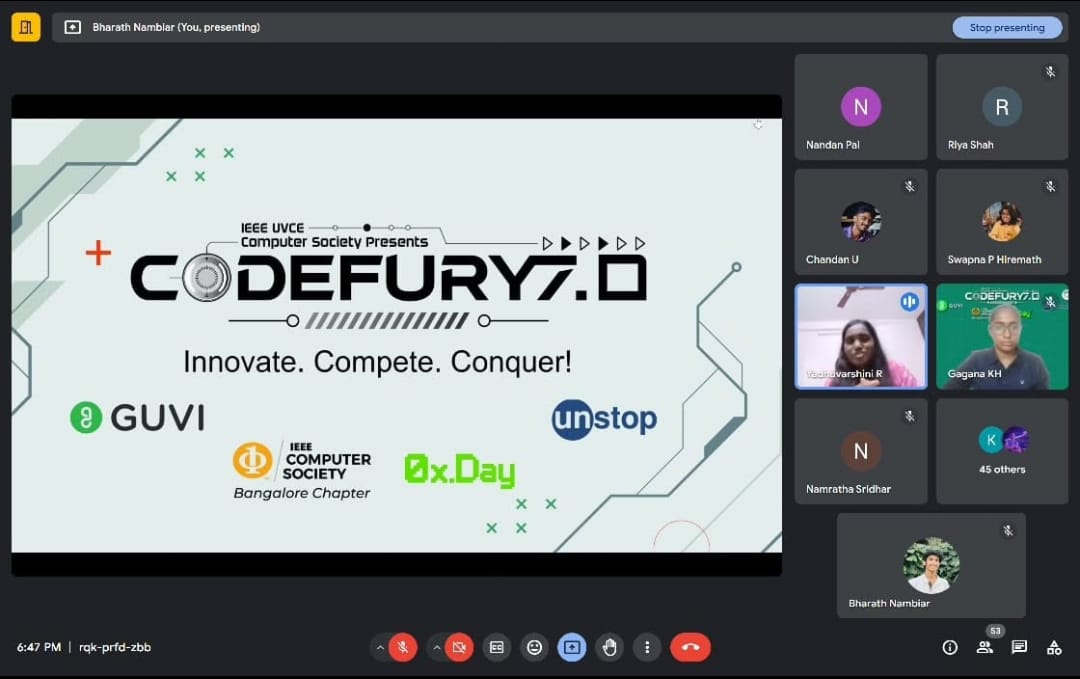 Bharath Nambiar (You, presenting)
Stop presenting
IEEE UVCE
Computer Society Presents
CODEFURY7.0
Innovate. Compete. Conquer!
GUVI
unstop
IEEE
COMPUTER
SOCIETY
Bangalore Chapter
0x.Day
N
Nandan Pal
R
Riya Shah
Chandan U
Swapna P Hiremath
Yadhuvarshini R
CODEFURY7.0
GUVI
Gagana KH
N
Namratha Sridhar
K
45 others
Bharath Nambiar
6:47 PM | rqk-prfd-zbb
53